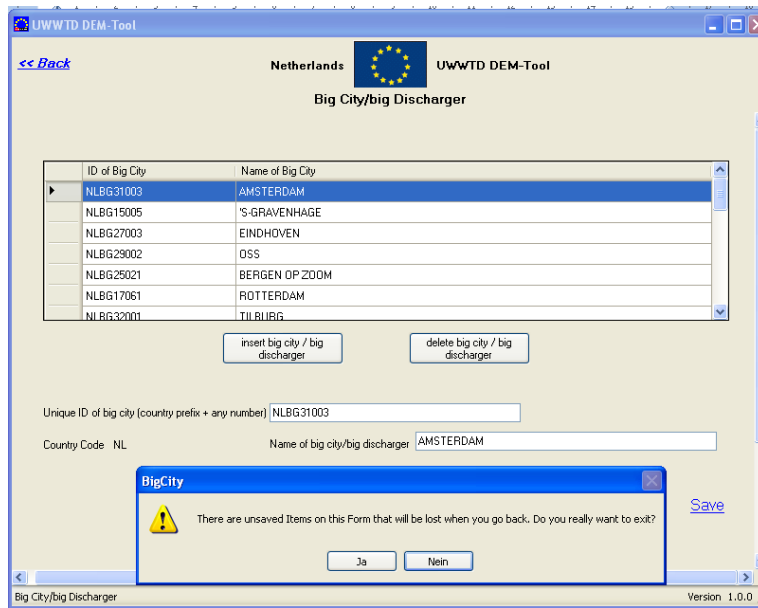 UWWTD DEM-Tool
<< Back
Netherlands UWWTD DEM-Tool
Big City/big Discharger
ID of Big City Name of Big City
NLBG31003 AMSTERDAM
NLBG15005 'S-GRAVENHAGE
NLBG27003 EINDHOVEN
NLBG29002 OSS
NLBG25021 BERGEN OP ZOOM
NLBG17061 ROTTERDAM
NLBG32001 TILBURG
insert big city / big
discharger
delete big city / big
discharger
Unique ID of big city (country prefix + any number) NLBG31003
Country Code NL Name of big city/big discharger AMSTERDAM
BigCity
There are unsaved Items on this Form that will be lost when you go back. Do you really want to exit?
Ja Nein
Save
Big City/big Discharger Version 1.0.0